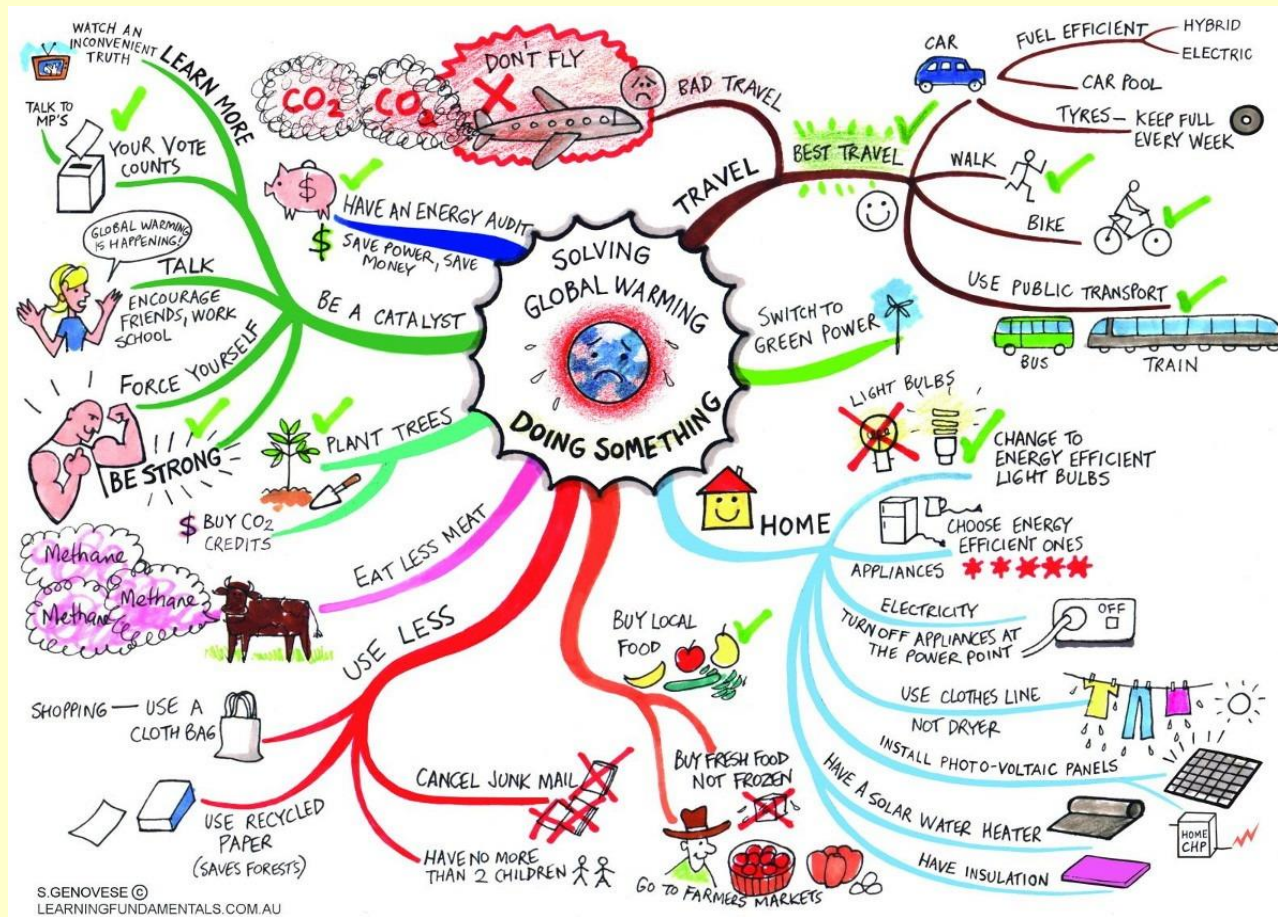 SOLVING
GLOBAL WARMING
DOING SOMETHING
TRAVEL
BAD TRAVEL
DON'T FLY
CO2
CO2
BEST TRAVEL
CAR
FUEL EFFICIENT
HYBRID
ELECTRIC
CAR POOL
TYRES — KEEP FULL
EVERY WEEK
WALK
BIKE
USE PUBLIC TRANSPORT
BUS
TRAIN
SWITCH TO
GREEN POWER
HOME
LIGHT BULBS
CHANGE TO
ENERGY EFFICIENT
LIGHT BULBS
CHOOSE ENERGY
EFFICIENT ONES
APPLIANCES
ELECTRICITY
TURN OFF APPLIANCES AT
THE POWER POINT
OFF
USE CLOTHES LINE
NOT DRYER
INSTALL PHOTO-VOLTAIC PANELS
HOME
CHP
HAVE A SOLAR WATER HEATER
HAVE INSULATION
BUY LOCAL
FOOD
BUY FRESH FOOD
NOT FROZEN
GO TO FARMERS MARKETS
USE LESS
SHOPPING — USE A
CLOTH BAG
USE RECYCLED
PAPER
(SAVES FORESTS)
CANCEL JUNK MAIL
HAVE NO MORE
THAN 2 CHILDREN
EAT LESS MEAT
Methane
Methane
Methane
PLANT TREES
$ BUY CO2
CREDITS
BE A CATALYST
LEARN MORE
WATCH AN
INCONVENIENT
TRUTH
TALK TO
MP'S
YOUR VOTE
COUNTS
GLOBAL WARMING
IS HAPPENING!
TALK
ENCOURAGE
FRIENDS, WORK
SCHOOL
FORCE YOURSELF
BE STRONG
$
HAVE AN ENERGY AUDIT
$
SAVE POWER, SAVE
MONEY
S.GENOVESE ©
LEARNINGFUNDAMENTALS.COM.AU